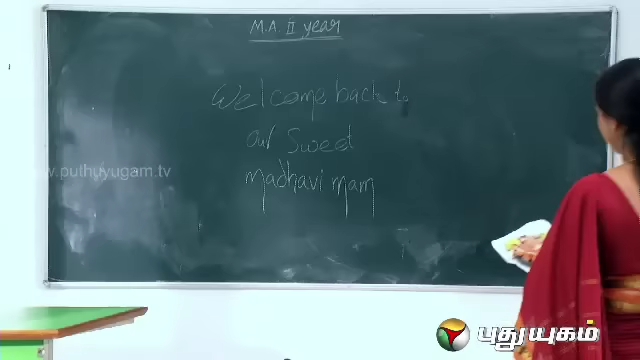 M.A. II year
Welcome back to
our Sweet
Madhavi mam
www.puthuyugam.tv
புதுயுகம்